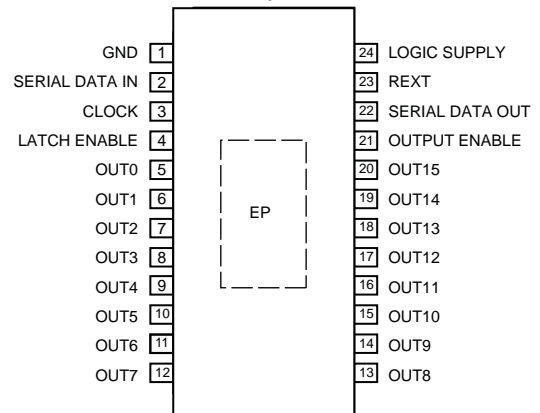 GND 1
SERIAL DATA IN 2
CLOCK 3
LATCH ENABLE 4
OUT0 5
OUT1 6
OUT2 7
OUT3 8
OUT4 9
OUT5 10
OUT6 11
OUT7 12
EP
24 LOGIC SUPPLY
23 REXT
22 SERIAL DATA OUT
21 OUTPUT ENABLE
20 OUT15
19 OUT14
18 OUT13
17 OUT12
16 OUT11
15 OUT10
14 OUT9
13 OUT8